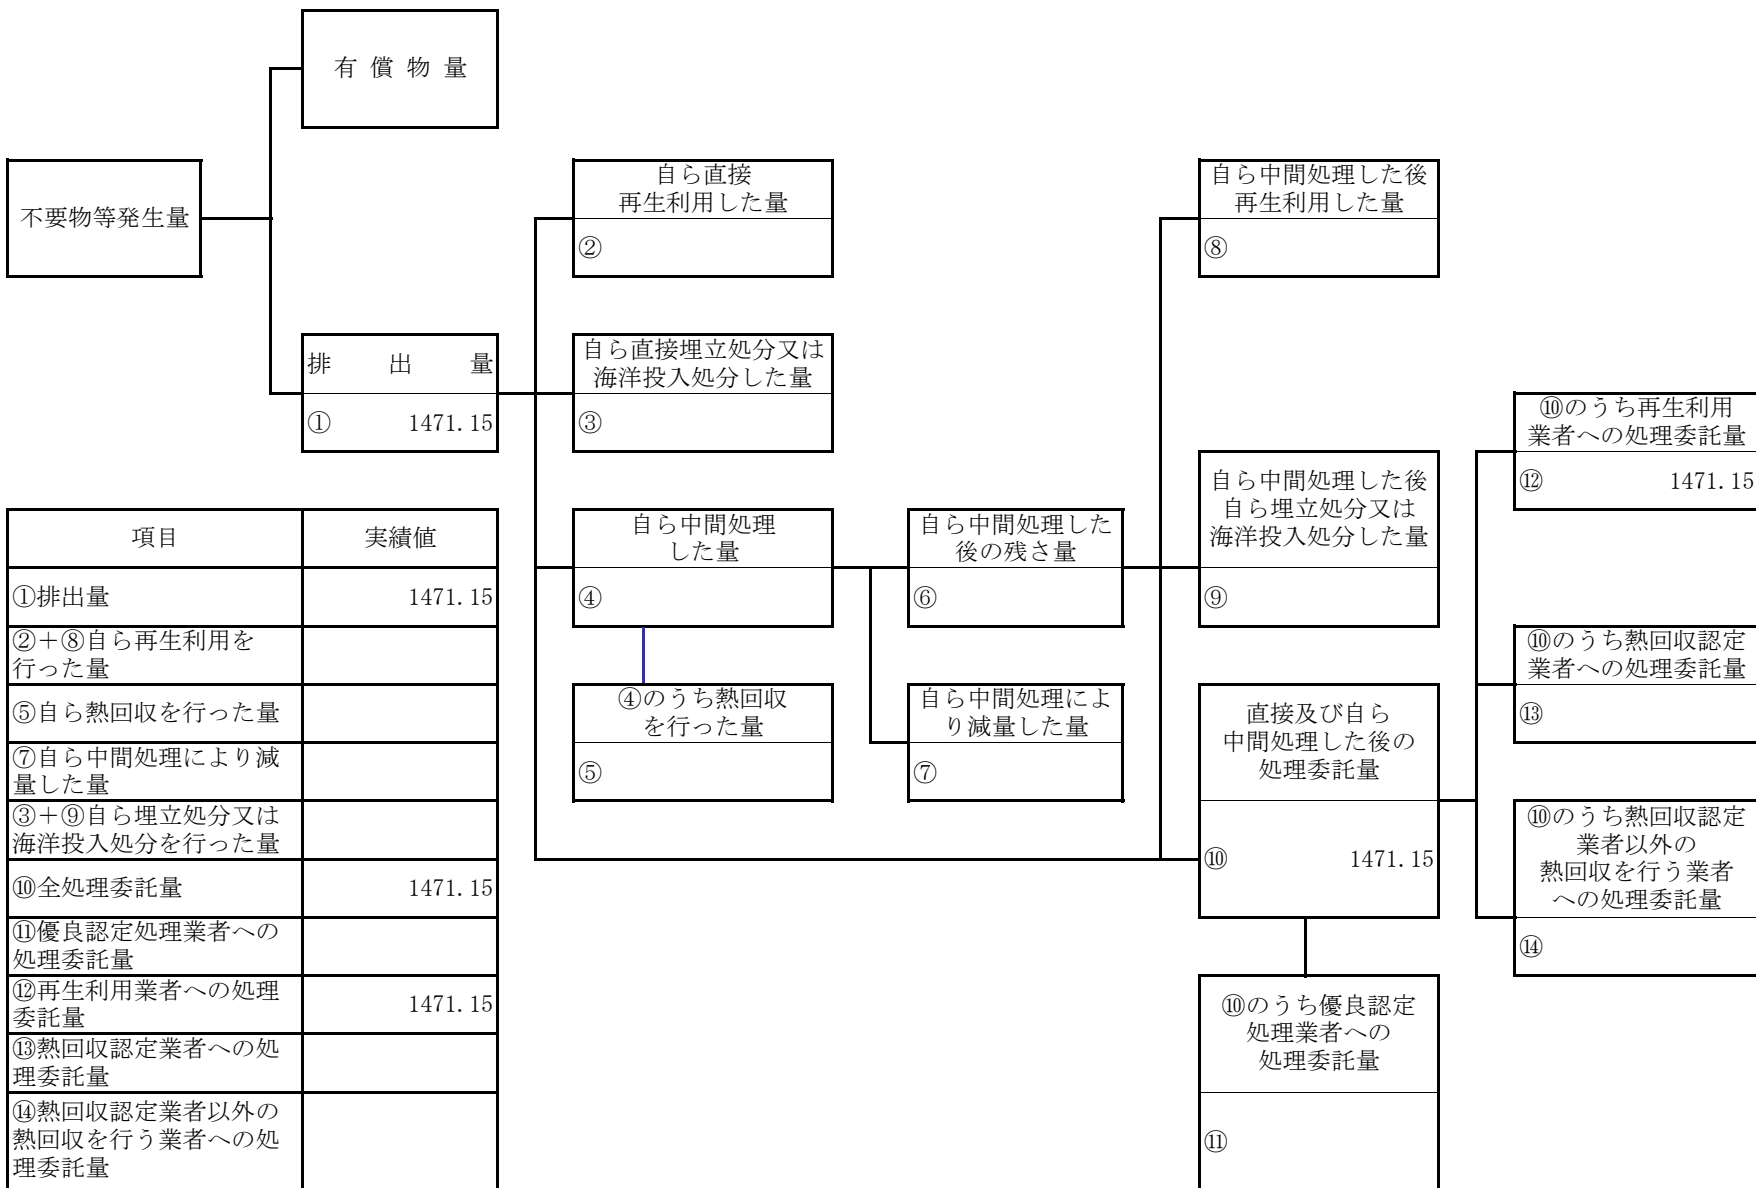 有償物量
不要物等発生量
排出量
① 1471.15
自ら直接
再生利用した量
②
自ら直接埋立処分又は
海洋投入処分した量
③
自ら中間処理
した量
④
④のうち熱回収
を行った量
⑤
自ら中間処理した
後の残さ量
⑥
自ら中間処理によ
り減量した量
⑦
自ら中間処理した後
再生利用した量
⑧
自ら中間処理した後
自ら埋立処分又は
海洋投入処分した量
⑨
直接及び自ら
中間処理した後の
処理委託量
⑩ 1471.15
⑩のうち優良認定
処理業者への
処理委託量
⑪
⑩のうち再生利用
業者への処理委託量
⑫ 1471.15
⑩のうち熱回収認定
業者への処理委託量
⑬
⑩のうち熱回収認定
業者以外の
熱回収を行う業者
への処理委託量
⑭
項目 実績値
①排出量 1471.15
②+⑧自ら再生利用を
行った量
⑤自ら熱回収を行った量
⑦自ら中間処理により減
量した量
③+⑨自ら埋立処分又は
海洋投入処分を行った量
⑩全処理委託量 1471.15
⑪優良認定処理業者への
処理委託量
⑫再生利用業者への処理
委託量 1471.15
⑬熱回収認定業者への処
理委託量
⑭熱回収認定業者以外の
熱回収を行う業者への処
理委託量